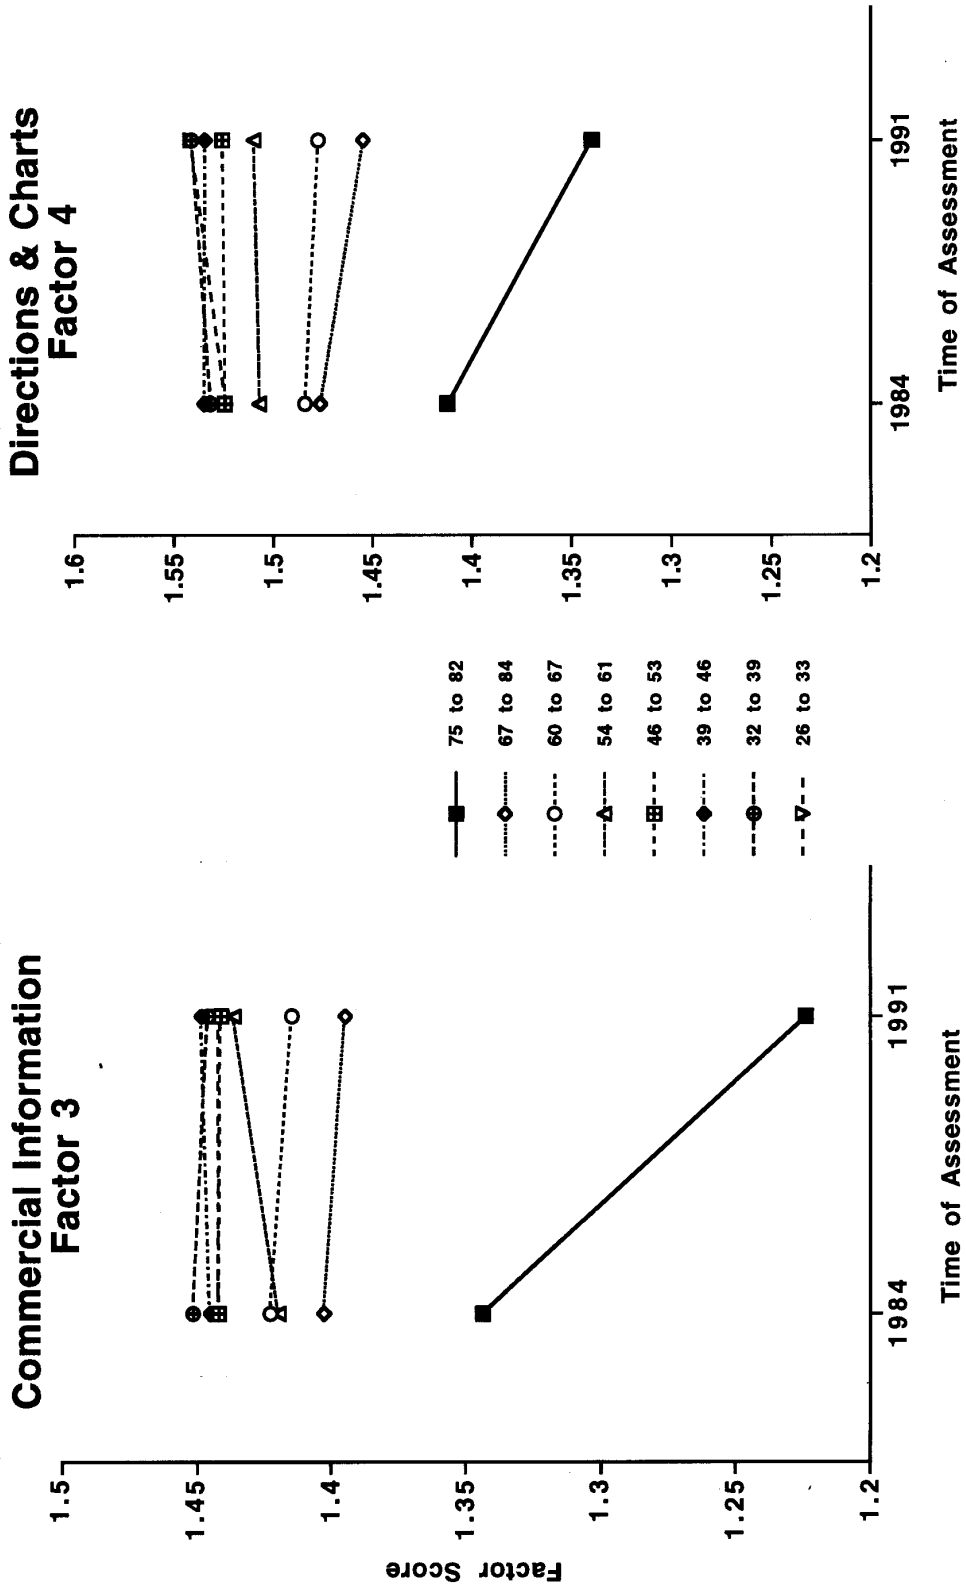 Commercial Information
Factor 3
Factor Score
1.5
1.45
1.4
1.35
1.3
1.25
1.2
1984
1991
Time of Assessment
75 to 82
67 to 84
60 to 67
54 to 61
46 to 53
39 to 46
32 to 39
26 to 33
Directions & Charts
Factor 4
1.6
1.55
1.5
1.45
1.4
1.35
1.3
1.25
1.2
1984
1991
Time of Assessment